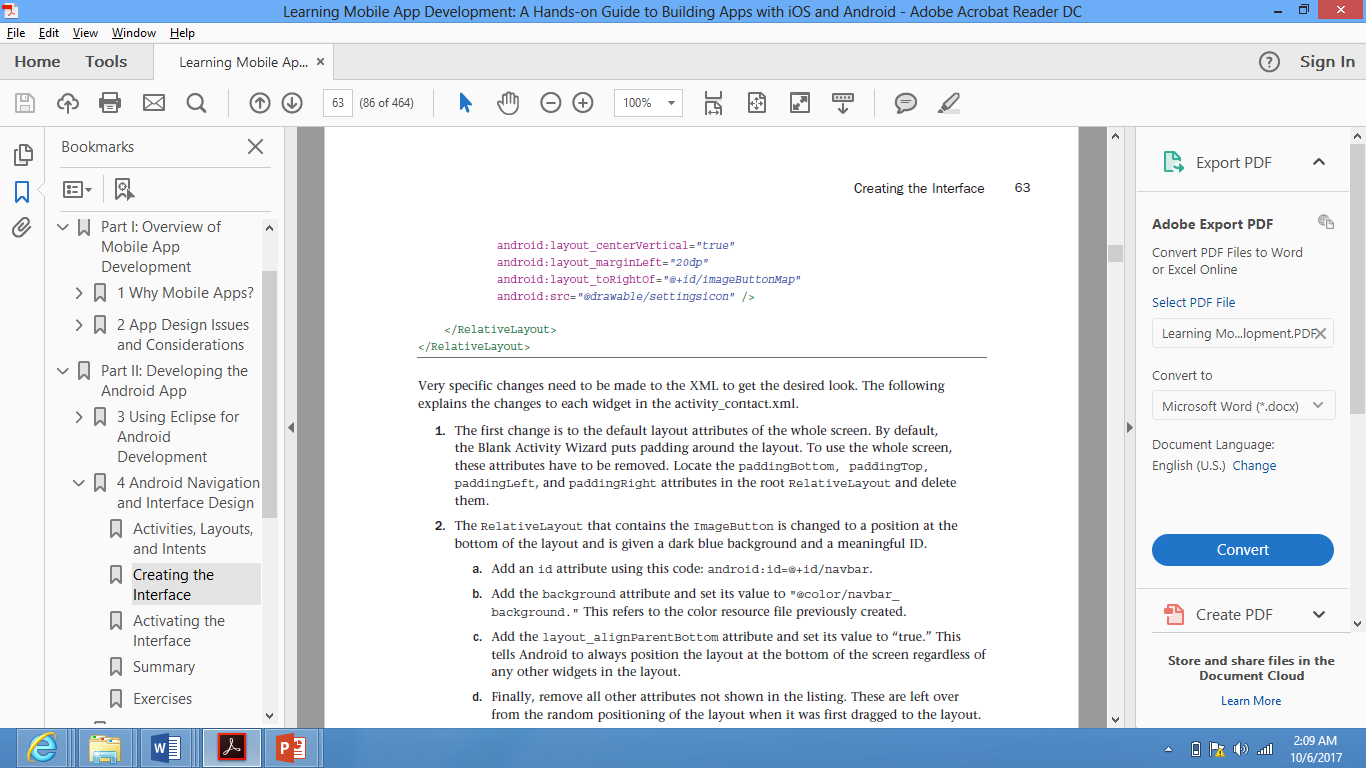 Learning Mobile App Development: A Hands-on Guide to Building Apps with iOS and Android - Adobe Acrobat Reader DC
File Edit View Window Help
Home Tools Learning Mobile Ap... × ? Sign In
63 (86 of 464) 100%
Bookmarks
Part I: Overview of
Mobile App
Development
1 Why Mobile Apps?
2 App Design Issues
and Considerations
Part II: Developing the
Android App
3 Using Eclipse for
Android
Development
4 Android Navigation
and Interface Design
Activities, Layouts,
and Intents
Creating the
Interface
Activating the
Interface
Summary
Exercises
Creating the Interface 63
android:layout_centerVertical="true"
android:layout_marginLeft="20dp"
android:layout_toRightOf="@+id/imageButtonMap"
android:src="@drawable/settingsicon" />
</RelativeLayout>
</RelativeLayout>
Very specific changes need to be made to the XML to get the desired look. The following
explains the changes to each widget in the activity_contact.xml.
1. The first change is to the default layout attributes of the whole screen. By default,
the Blank Activity Wizard puts padding around the layout. To use the whole screen,
these attributes have to be removed. Locate the paddingBottom, paddingTop,
paddingLeft, and paddingRight attributes in the root RelativeLayout and delete
them.
2. The RelativeLayout that contains the ImageButton is changed to a position at the
bottom of the layout and is given a dark blue background and a meaningful ID.
a. Add an id attribute using this code: android:id=@+id/navbar.
b. Add the background attribute and set its value to "@color/navbar_
background." This refers to the color resource file previously created.
c. Add the layout_alignParentBottom attribute and set its value to “true.” This
tells Android to always position the layout at the bottom of the screen regardless of
any other widgets in the layout.
d. Finally, remove all other attributes not shown in the listing. These are left over
from the random positioning of the layout when it was first dragged to the layout.
Export PDF
Adobe Export PDF
Convert PDF Files to Word
or Excel Online
Select PDF File
Learning Mo...lopment.PDF
Convert to
Microsoft Word (*.docx)
Document Language:
English (U.S.) Change
Convert
Create PDF
Store and share files in the
Document Cloud
Learn More
2:09 AM
10/6/2017